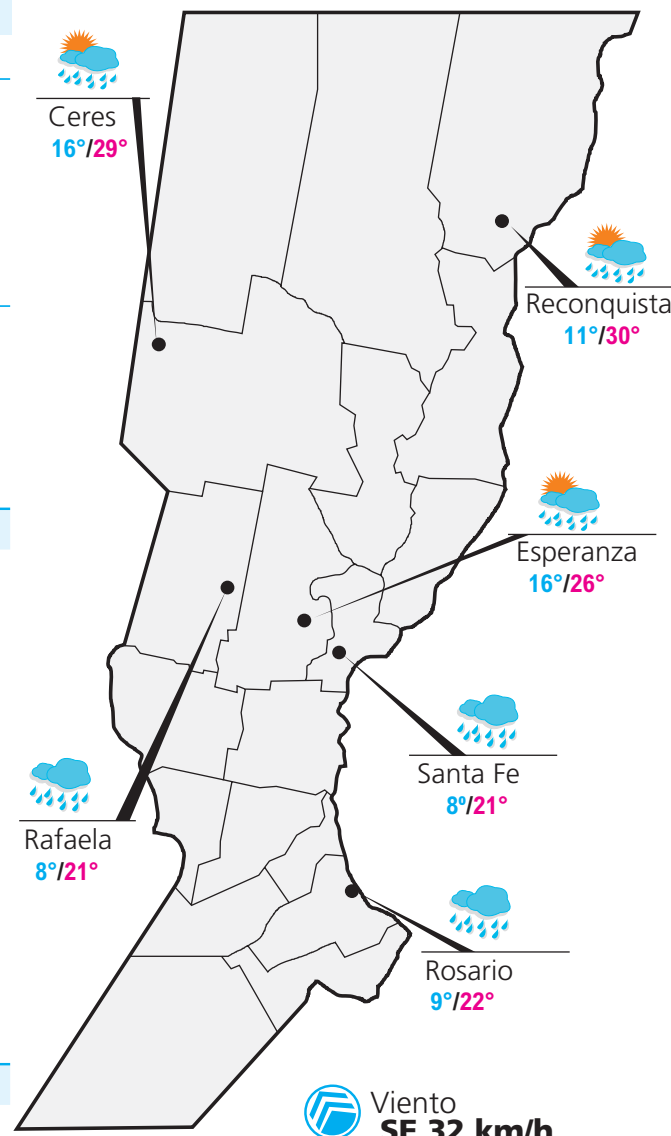 Ceres
16°/29°
Reconquista
11°/30°
Esperanza
16°/26°
Santa Fe
8º/21°
Rafaela
8°/21°
Rosario
9°/22°
Viento
SE 32 km/h